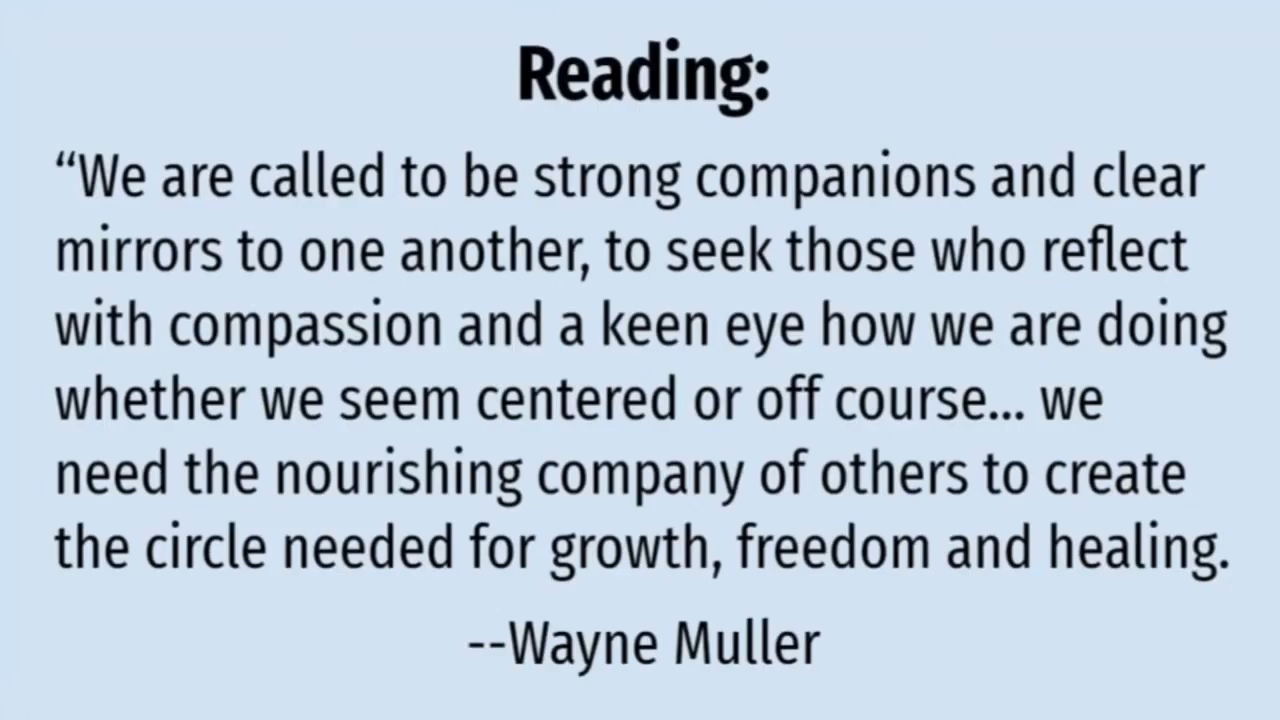 Reading:
“We are called to be strong companions and clear
mirrors to one another, to seek those who reflect
with compassion and a keen eye how we are doing
whether we seem centered or off course... we
need the nourishing company of others to create
the circle needed for growth, freedom and healing.
--Wayne Muller